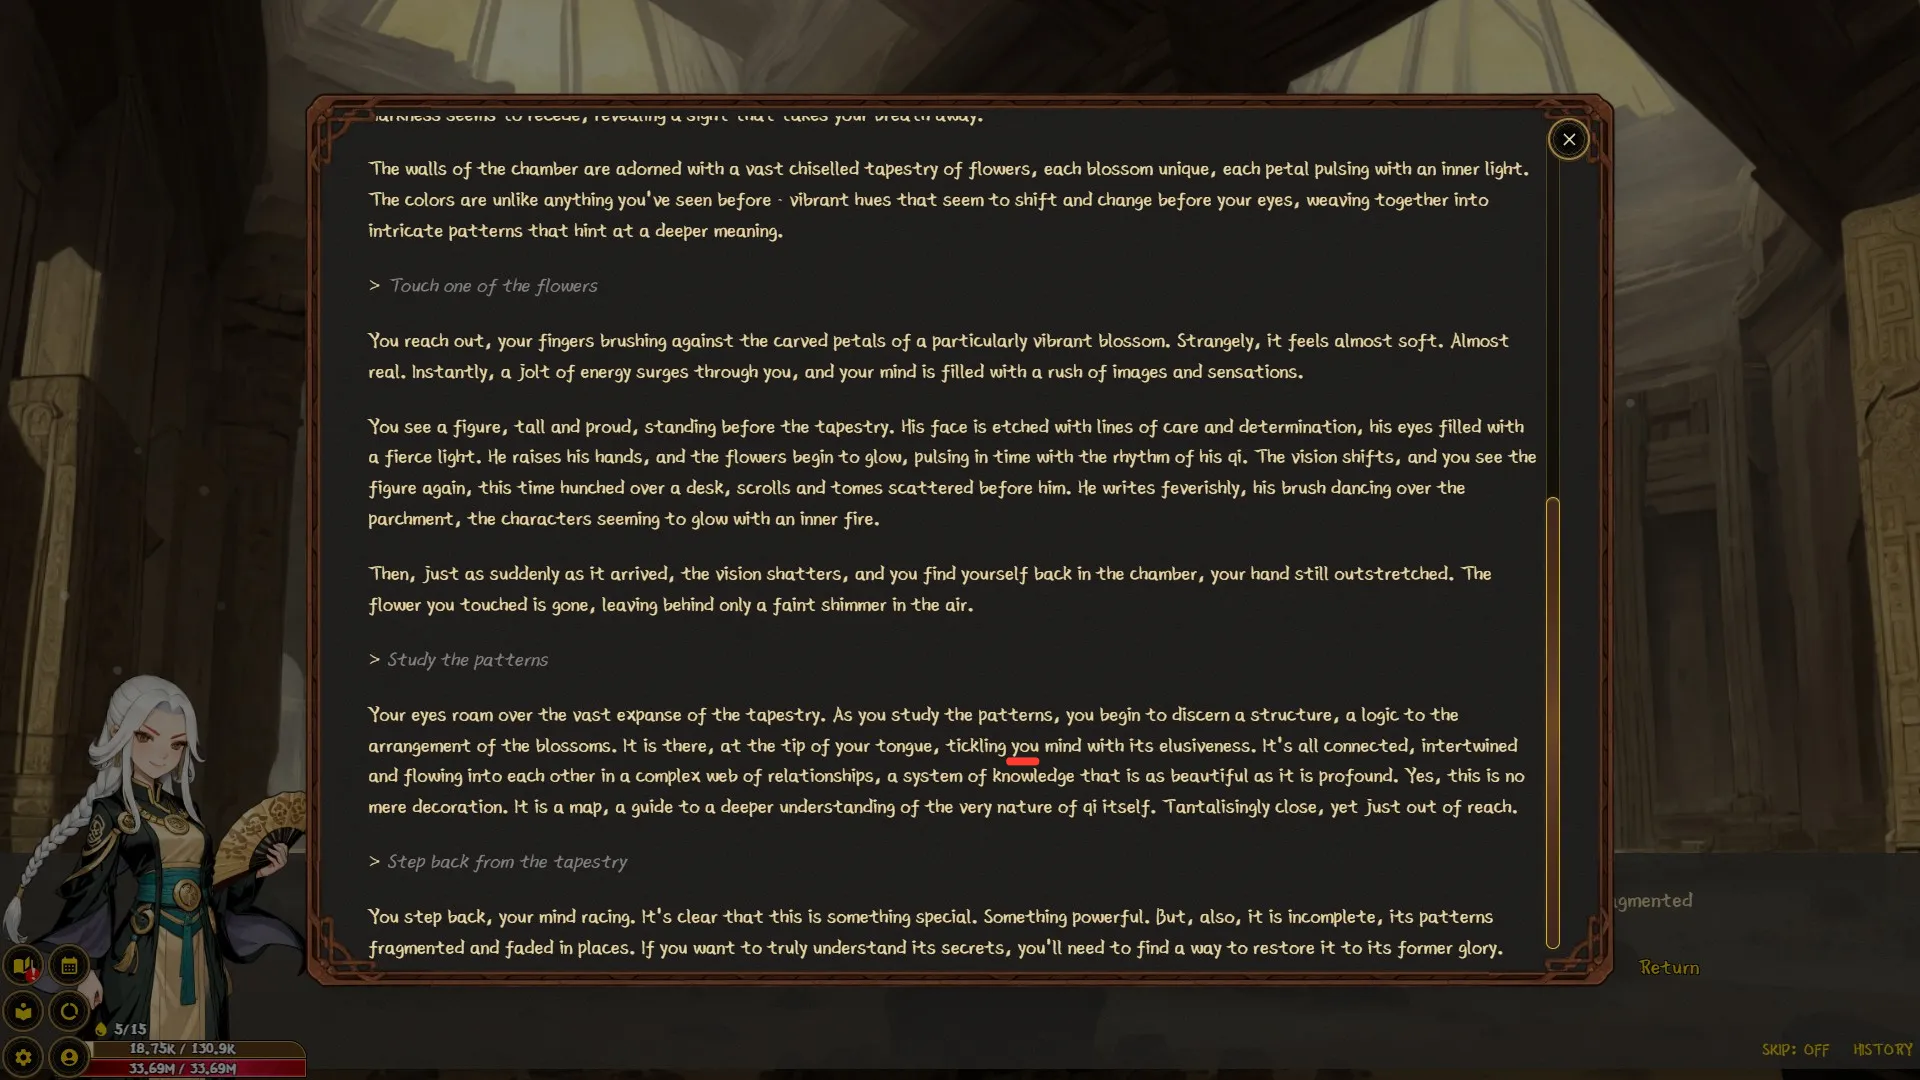 darkness seems to recede, revealing a sight that takes your breath away.
The walls of the chamber are adorned with a vast chiselled tapestry of flowers, each blossom unique, each petal pulsing with an inner light.
The colors are unlike anything you've seen before - vibrant hues that seem to shift and change before your eyes, weaving together into
intricate patterns that hint at a deeper meaning.
> Touch one of the flowers
You reach out, your fingers brushing against the carved petals of a particularly vibrant blossom. Strangely, it feels almost soft. Almost
real. Instantly, a jolt of energy surges through you, and your mind is filled with a rush of images and sensations.
You see a figure, tall and proud, standing before the tapestry. His face is etched with lines of care and determination, his eyes filled with
a fierce light. He raises his hands, and the flowers begin to glow, pulsing in time with the rhythm of his qi. The vision shifts, and you see the
figure again, this time hunched over a desk, scrolls and tomes scattered before him. He writes feverishly, his brush dancing over the
parchment, the characters seeming to glow with an inner fire.
Then, just as suddenly as it arrived, the vision shatters, and you find yourself back in the chamber, your hand still outstretched. The
flower you touched is gone, leaving behind only a faint shimmer in the air.
> Study the patterns
Your eyes roam over the vast expanse of the tapestry. As you study the patterns, you begin to discern a structure, a logic to the
arrangement of the blossoms. It is there, at the tip of your tongue, tickling you mind with its elusiveness. It's all connected, intertwined
and flowing into each other in a complex web of relationships, a system of knowledge that is as beautiful as it is profound. Yes, this is no
mere decoration. It is a map, a guide to a deeper understanding of the very nature of qi itself. Tantalisingly close, yet just out of reach.
> Step back from the tapestry
You step back, your mind racing. It's clear that this is something special. Something powerful. But, also, it is incomplete, its patterns
fragmented and faded in places. If you want to truly understand its secrets, you'll need to find a way to restore it to its former glory.
gmented
Return
5/15
18.75K / 130.9K
33.69M / 33.69M
SKIP: OFF HISTORY